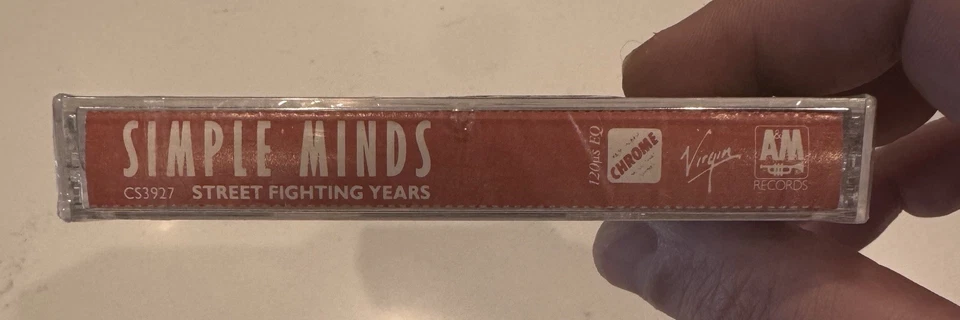 SIMPLE MINDS
CS3927 STREET FIGHTING YEARS
120µs EQ
CHROME
Virgin
A&M
RECORDS